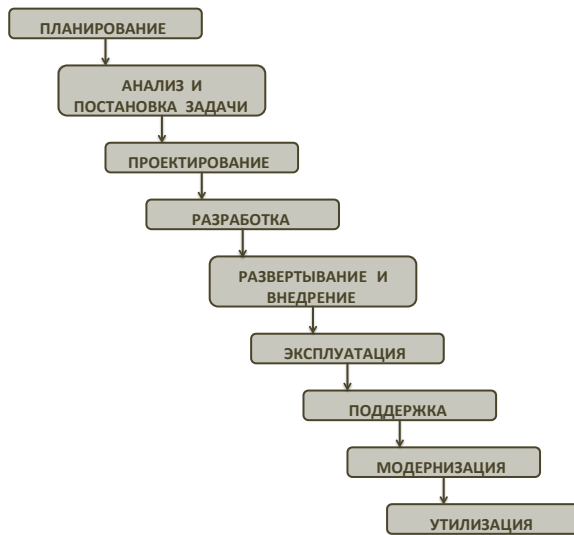 ПЛАНИРОВАНИЕ
АНАЛИЗ И
ПОСТАНОВКА ЗАДАЧИ
ПРОЕКТИРОВАНИЕ
РАЗРАБОТКА
РАЗВЕРТЫВАНИЕ И
ВНЕДРЕНИЕ
ЭКСПЛУАТАЦИЯ
ПОДДЕРЖКА
МОДЕРНИЗАЦИЯ
УТИЛИЗАЦИЯ